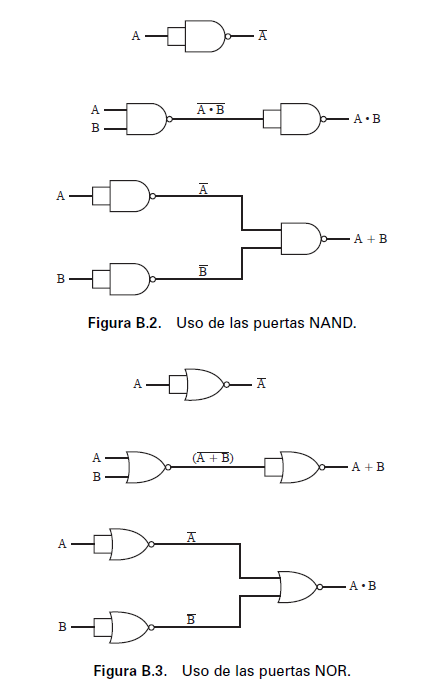 A A̅
A A̅ ̅•̅ ̅B̅ A • B
B
A A̅
A + B
B B̅
Figura B.2. Uso de las puertas NAND.
A A̅
A (A̅ ̅+̅ ̅B̅) A + B
B
A A̅
A • B
B B̅
Figura B.3. Uso de las puertas NOR.